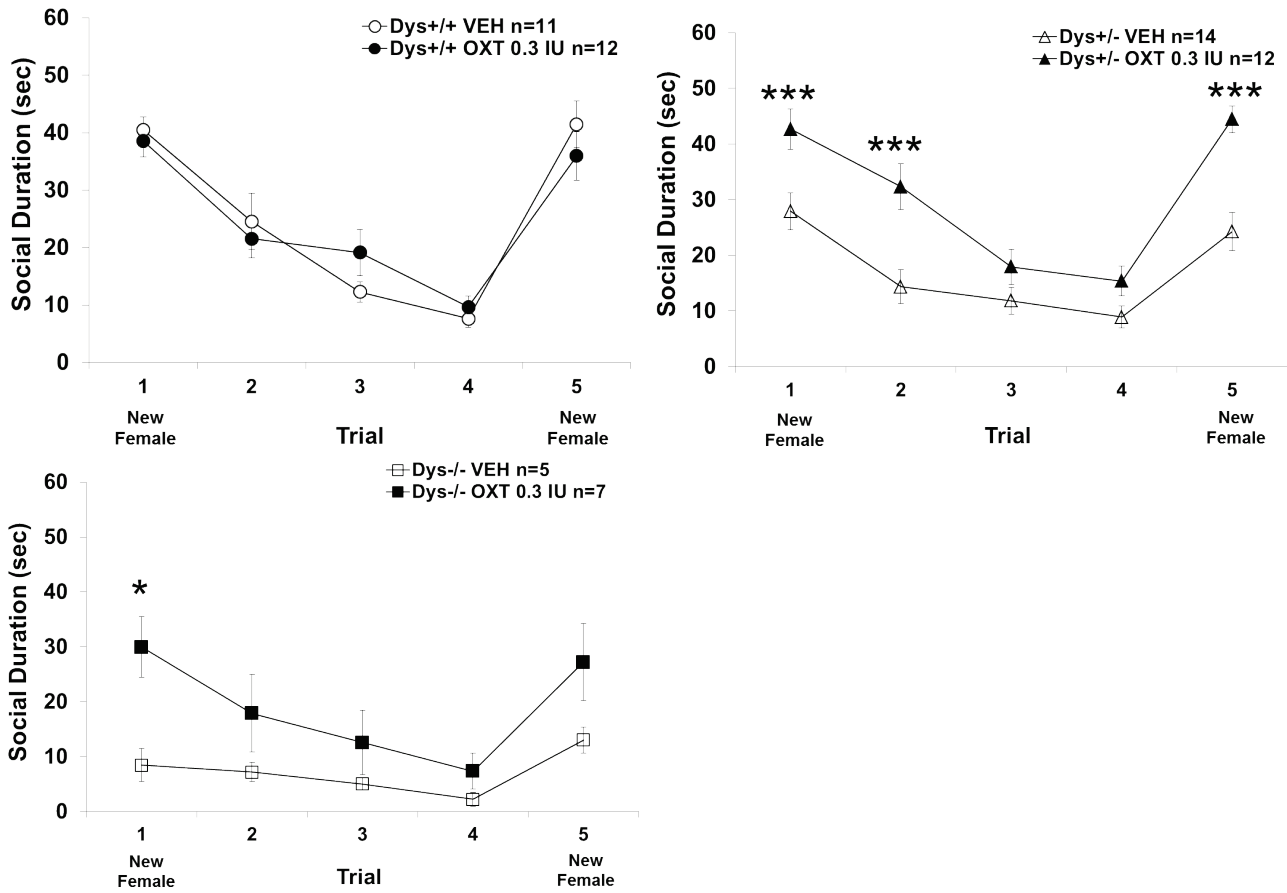 Dys+/+ VEH n=11
Dys+/+ OXT 0.3 IU n=12
Social Duration (sec)
60
50
40
30
20
10
0
1 2 3 4 5
New New
Female Female
Trial
Dys+/- VEH n=14
Dys+/- OXT 0.3 IU n=12
Social Duration (sec)
60
50
40
30
20
10
0
***
***
***
1 2 3 4 5
New New
Female Female
Trial
Dys-/- VEH n=5
Dys-/- OXT 0.3 IU n=7
Social Duration (sec)
60
50
40
30
20
10
0
*
1 2 3 4 5
New New
Female Female
Trial